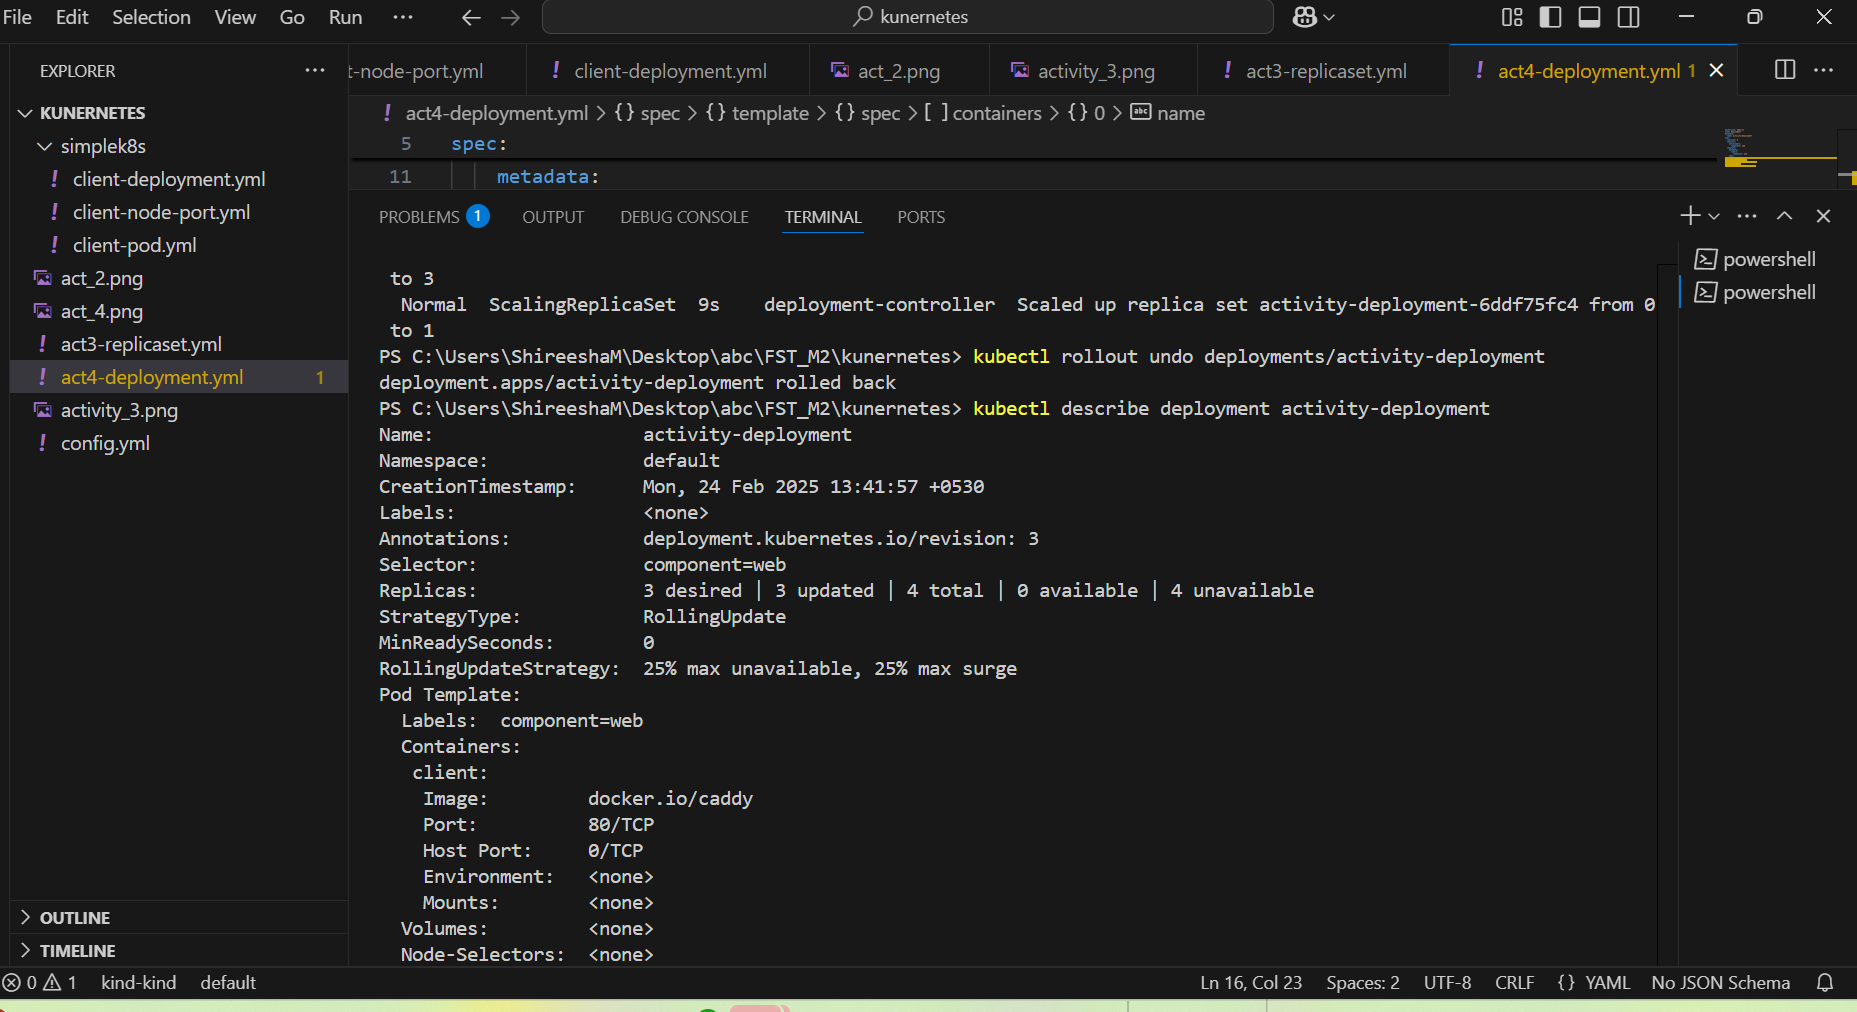 File Edit Selection View Go Run ···
kunernetes
EXPLORER ···
KUNERNETES
simplek8s
! client-deployment.yml
! client-node-port.yml
! client-pod.yml
act_2.png
act_4.png
! act3-replicaset.yml
! act4-deployment.yml 1
activity_3.png
! config.yml
OUTLINE
TIMELINE
t-node-port.yml
! client-deployment.yml
act_2.png
activity_3.png
! act3-replicaset.yml
! act4-deployment.yml 1
! act4-deployment.yml > {} spec > {} template > {} spec > [ ] containers > {} 0 > abc name
5 spec:
11 metadata:
PROBLEMS 1 OUTPUT DEBUG CONSOLE TERMINAL PORTS
to 3
Normal ScalingReplicaSet 9s deployment-controller Scaled up replica set activity-deployment-6ddf75fc4 from 0
to 1
PS C:\Users\ShireeshaM\Desktop\abc\FST_M2\kunernetes> kubectl rollout undo deployments/activity-deployment
deployment.apps/activity-deployment rolled back
PS C:\Users\ShireeshaM\Desktop\abc\FST_M2\kunernetes> kubectl describe deployment activity-deployment
Name: activity-deployment
Namespace: default
CreationTimestamp: Mon, 24 Feb 2025 13:41:57 +0530
Labels: <none>
Annotations: deployment.kubernetes.io/revision: 3
Selector: component=web
Replicas: 3 desired | 3 updated | 4 total | 0 available | 4 unavailable
StrategyType: RollingUpdate
MinReadySeconds: 0
RollingUpdateStrategy: 25% max unavailable, 25% max surge
Pod Template:
Labels: component=web
Containers:
client:
Image: docker.io/caddy
Port: 80/TCP
Host Port: 0/TCP
Environment: <none>
Mounts: <none>
Volumes: <none>
Node-Selectors: <none>
powershell
powershell
0 1 kind-kind default
Ln 16, Col 23 Spaces: 2 UTF-8 CRLF {} YAML No JSON Schema